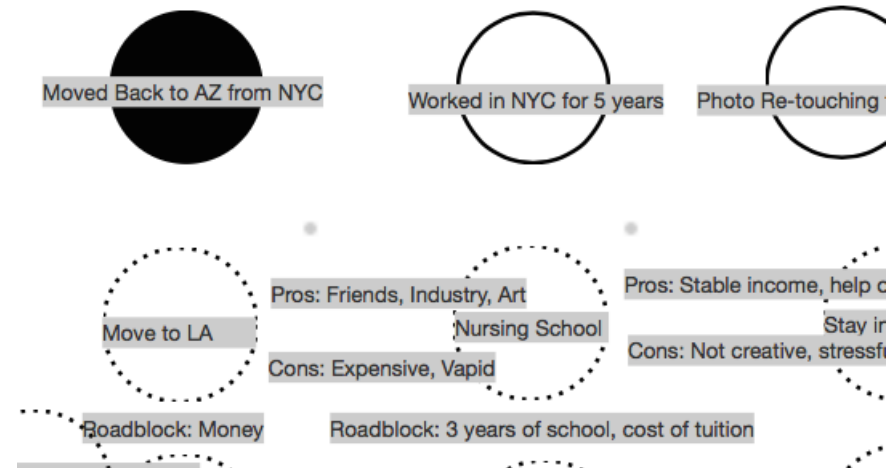 Moved Back to AZ from NYC
Worked in NYC for 5 years
Photo Re-touching
Pros: Friends, Industry, Art
Pros: Stable income, help
Move to LA
Nursing School
Stay in
Cons: Expensive, Vapid
Cons: Not creative,
Roadblock: Money
Roadblock: 3 years of school, cost of tuition